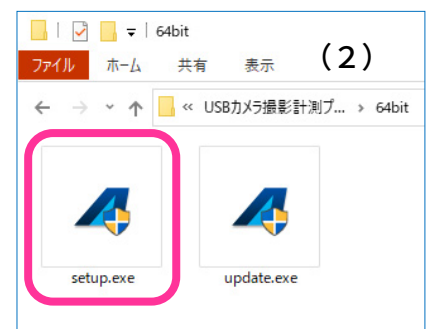 64bit
ファイル ホーム 共有 表示 (2)
« USBカメラ撮影計測プ... › 64bit
setup.exe update.exe